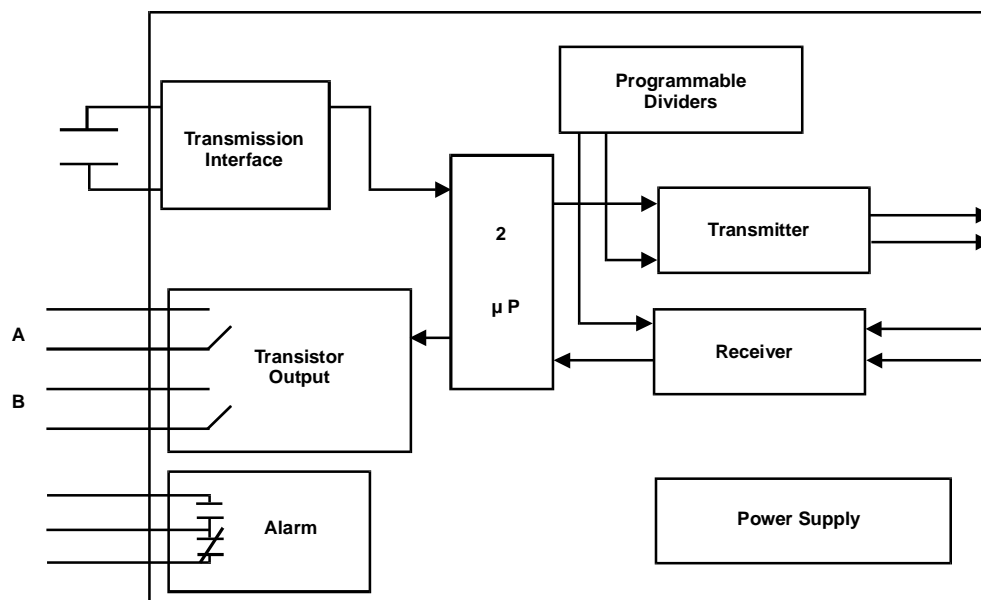 Programmable
Dividers
Transmission
Interface
2
µ P
Transmitter
A
B
Transistor
Output
Receiver
Alarm
Power Supply